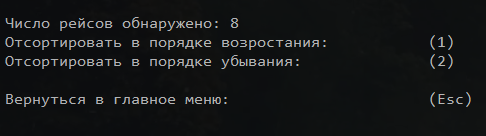 Число рейсов обнаружено: 8
Отсортировать в порядке возростания: (1)
Отсортировать в порядке убывания: (2)
Вернуться в главное меню: (Esc)